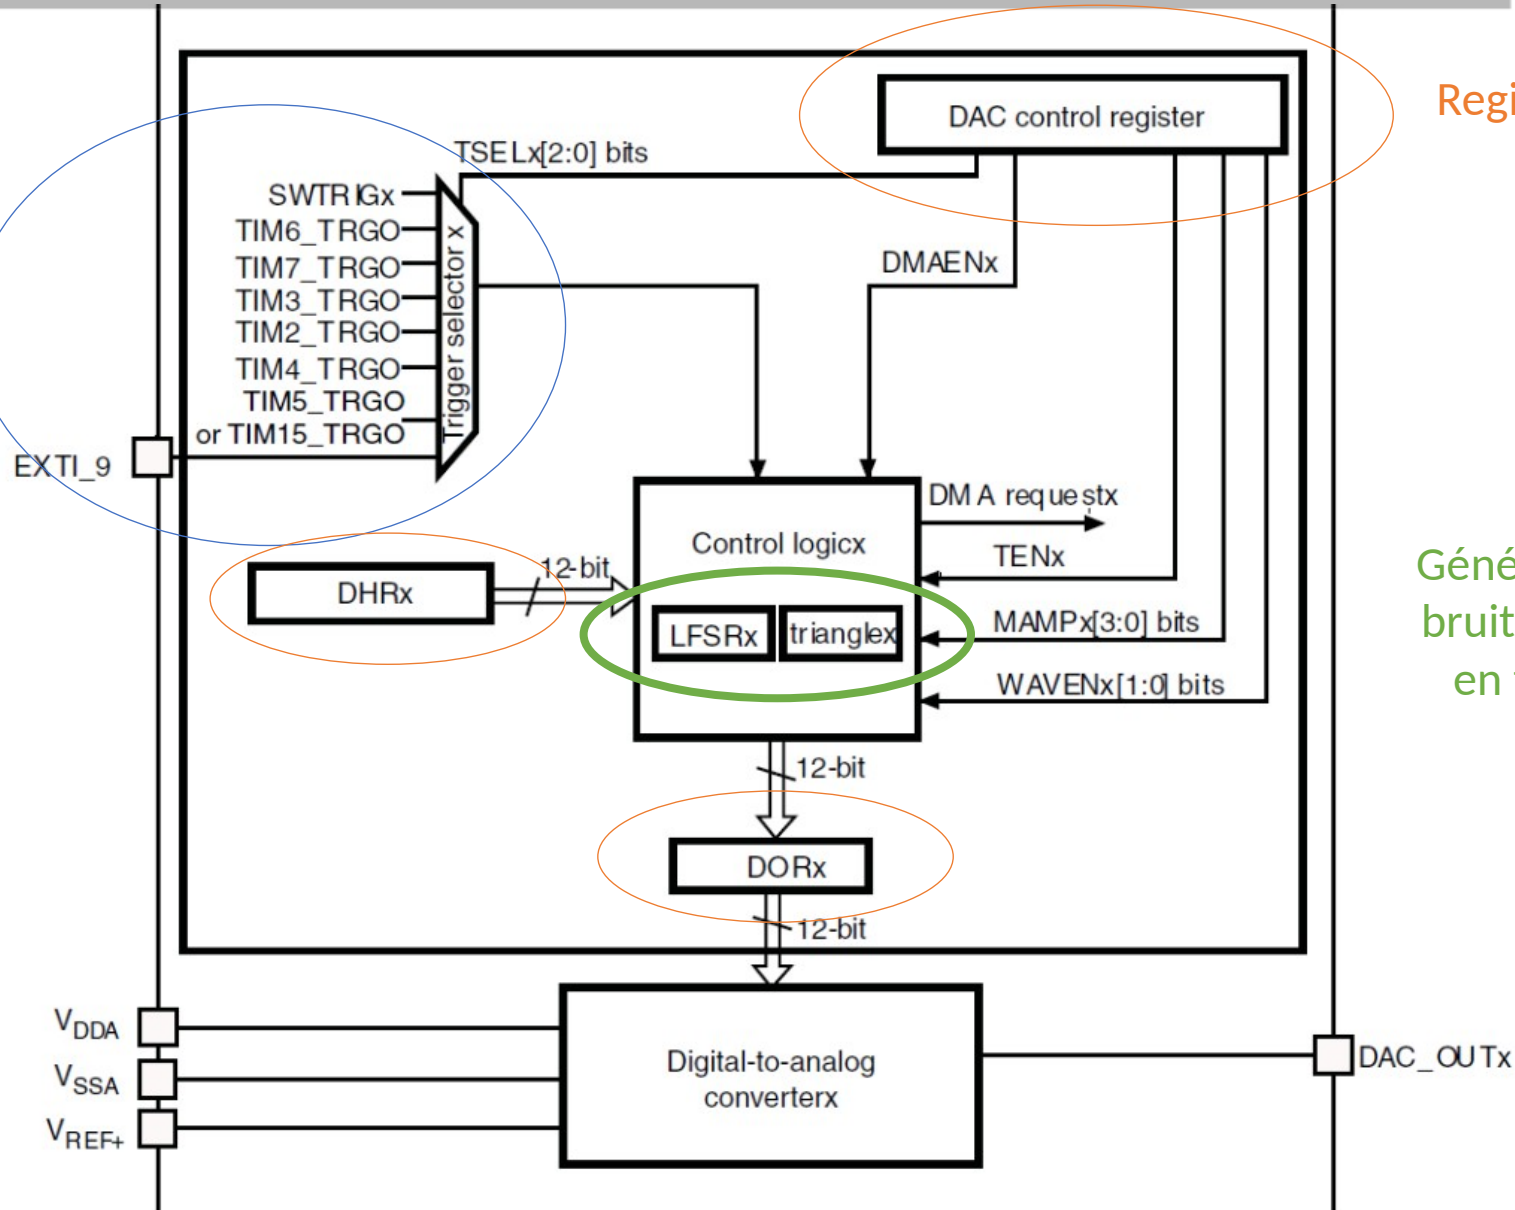 DAC control register
TSELx[2:0] bits
SWTRIGx
TIM6_TRGO
TIM7_TRGO
TIM3_TRGO
TIM2_TRGO
TIM4_TRGO
TIM5_TRGO
or TIM15_TRGO
Trigger selector x
EXTI_9
DMAENx
DMA requestx
Control logicx
TENx
12-bit
DHRx
LFSRx
trianglex
MAMPx[3:0] bits
WAVENx[1:0] bits
bruit
en
12-bit
DORx
12-bit
VDDA
VSSA
VREF+
Digital-to-analog
converterx
DAC_OUTx